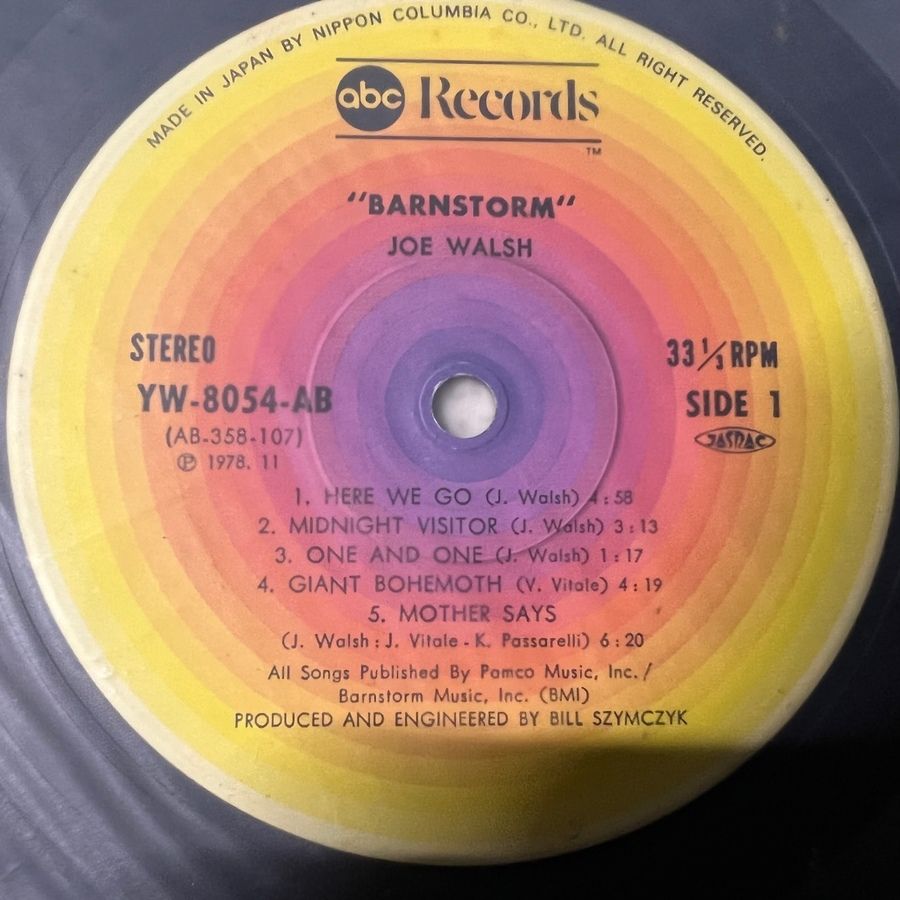 MADE IN JAPAN BY NIPPON COLUMBIA CO., LTD. ALL RIGHT RESERVED.
abc Records
TM
"BARNSTORM"
JOE WALSH
STEREO
33 1/3 RPM
YW-8054-AB
SIDE 1
(AB-358-107)
JASRAC
Ⓟ 1978. 11
1. HERE WE GO (J. Walsh) 4:58
2. MIDNIGHT VISITOR (J. Walsh) 3:13
3. ONE AND ONE (J. Walsh) 1:17
4. GIANT BOHEMOTH (V. Vitale) 4:19
5. MOTHER SAYS
(J. Walsh : J. Vitale - K. Passarelli) 6:20
All Songs Published By Pamco Music, Inc. /
Barnstorm Music, Inc. (BMI)
PRODUCED AND ENGINEERED BY BILL SZYMCZYK